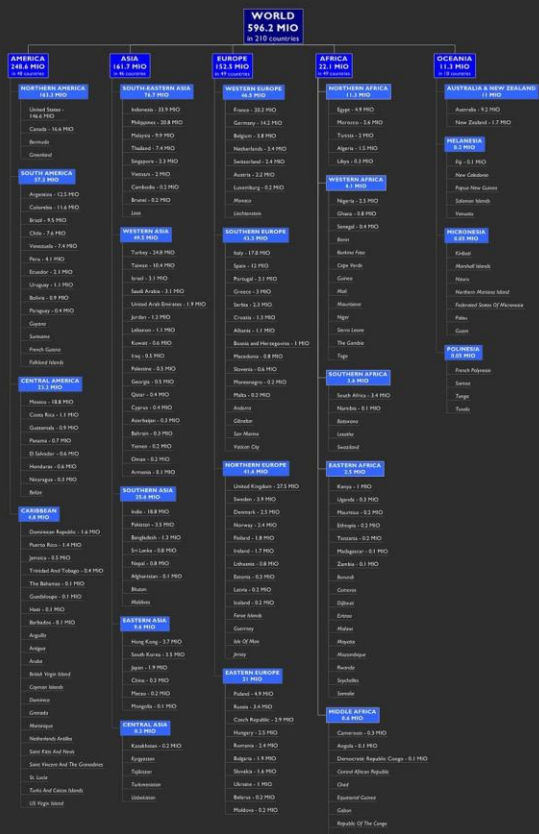 WORLD
596.2 MIO
in 210 countries
AMERICA
248.6 MIO
in 48 countries
NORTHERN AMERICA
163.3 MIO
United States -
146.6 MIO
Canada - 16.6 MIO
Bermuda
Greenland
SOUTH AMERICA
57.3 MIO
Argentina - 12.5 MIO
Colombia - 11.6 MIO
Brazil - 9.5 MIO
Chile - 7.6 MIO
Venezuela - 7.4 MIO
Peru - 4.1 MIO
Ecuador - 2.1 MIO
Uruguay - 1.1 MIO
Bolivia - 0.9 MIO
Paraguay - 0.4 MIO
Guyana
Suriname
French Guiana
Falkland Islands
CENTRAL AMERICA
23.2 MIO
Mexico - 18.8 MIO
Costa Rica - 1.1 MIO
Guatemala - 0.9 MIO
Panama - 0.7 MIO
El Salvador - 0.6 MIO
Honduras - 0.6 MIO
Nicaragua - 0.3 MIO
Belize
CARIBBEAN
4.8 MIO
Dominican Republic - 1.6 MIO
Puerto Rico - 1.4 MIO
Jamaica - 0.5 MIO
Trinidad And Tobago - 0.4 MIO
The Bahamas - 0.1 MIO
Guadeloupe - 0.1 MIO
Haiti - 0.1 MIO
Barbados - 0.1 MIO
Anguilla
Antigua
Aruba
British Virgin Island
Cayman Islands
Dominica
Grenada
Martinique
Netherlands Antilles
Saint Kitts And Nevis
Saint Vincent And The Grenadines
St. Lucia
Turks And Caicos Islands
US Virgin Island
ASIA
161.7 MIO
in 46 countries
SOUTH-EASTERN ASIA
76.7 MIO
Indonesia - 32.9 MIO
Philippines - 20.8 MIO
Malaysia - 9.9 MIO
Thailand - 7.4 MIO
Singapore - 2.3 MIO
Vietnam - 2 MIO
Cambodia - 0.2 MIO
Brunei - 0.2 MIO
Laos
WESTERN ASIA
49.5 MIO
Turkey - 24.8 MIO
Taiwan - 10.4 MIO
Israel - 3.1 MIO
Saudi Arabia - 3.1 MIO
United Arab Emirates - 1.9 MIO
Jordan - 1.3 MIO
Lebanon - 1.1 MIO
Kuwait - 0.6 MIO
Iraq - 0.5 MIO
Palestine - 0.5 MIO
Georgia - 0.5 MIO
Qatar - 0.4 MIO
Cyprus - 0.4 MIO
Azerbaijan - 0.3 MIO
Bahrain - 0.3 MIO
Yemen - 0.2 MIO
Oman - 0.2 MIO
Armenia - 0.1 MIO
SOUTHERN ASIA
25.6 MIO
India - 18.8 MIO
Pakistan - 3.5 MIO
Bangladesh - 1.3 MIO
Sri Lanka - 0.8 MIO
Nepal - 0.8 MIO
Afghanistan - 0.1 MIO
Bhutan
Maldives
EASTERN ASIA
9.6 MIO
Hong Kong - 3.7 MIO
South Korea - 3.5 MIO
Japan - 1.9 MIO
China - 0.3 MIO
Macau - 0.2 MIO
Mongolia - 0.1 MIO
CENTRAL ASIA
0.3 MIO
Kazakhstan - 0.2 MIO
Kyrgyzstan
Tajikistan
Turkmenistan
Uzbekistan
EUROPE
152.5 MIO
in 49 countries
WESTERN EUROPE
46.5 MIO
France - 20.3 MIO
Germany - 14.2 MIO
Belgium - 3.8 MIO
Netherlands - 3.4 MIO
Switzerland - 2.4 MIO
Austria - 2.2 MIO
Luxemburg - 0.2 MIO
Monaco
Liechtenstein
SOUTHERN EUROPE
43.3 MIO
Italy - 17.8 MIO
Spain - 12 MIO
Portugal - 3.1 MIO
Greece - 3 MIO
Serbia - 2.3 MIO
Croatia - 1.3 MIO
Albania - 1.1 MIO
Bosnia and Herzegovina - 1 MIO
Macedonia - 0.8 MIO
Slovenia - 0.6 MIO
Montenegro - 0.2 MIO
Malta - 0.2 MIO
Andorra
Gibraltar
San Marino
Vatican City
NORTHERN EUROPE
41.6 MIO
United Kingdom - 27.5 MIO
Sweden - 3.9 MIO
Denmark - 2.5 MIO
Norway - 2.4 MIO
Finland - 1.8 MIO
Ireland - 1.7 MIO
Lithuania - 0.8 MIO
Estonia - 0.3 MIO
Latvia - 0.2 MIO
Iceland - 0.2 MIO
Faroe Islands
Guernsey
Isle Of Man
Jersey
EASTERN EUROPE
21 MIO
Poland - 4.9 MIO
Russia - 3.4 MIO
Czech Republic - 2.9 MIO
Hungary - 2.5 MIO
Romania - 2.4 MIO
Bulgaria - 1.9 MIO
Slovakia - 1.6 MIO
Ukraine - 1 MIO
Belarus - 0.2 MIO
Moldova - 0.2 MIO
AFRICA
22.1 MIO
in 49 countries
NORTHERN AFRICA
11.3 MIO
Egypt - 4.9 MIO
Morocco - 2.6 MIO
Tunisia - 2 MIO
Algeria - 1.5 MIO
Libya - 0.3 MIO
WESTERN AFRICA
4.1 MIO
Nigeria - 2.5 MIO
Ghana - 0.8 MIO
Senegal - 0.4 MIO
Benin
Burkina Faso
Cape Verde
Guinea
Mali
Mauritania
Niger
Sierra Leone
The Gambia
Togo
SOUTHERN AFRICA
3.6 MIO
South Africa - 3.4 MIO
Namibia - 0.1 MIO
Botswana
Lesotho
Swaziland
EASTERN AFRICA
2.5 MIO
Kenya - 1 MIO
Uganda - 0.2 MIO
Mauritius - 0.2 MIO
Ethiopia - 0.2 MIO
Tanzania - 0.2 MIO
Madagascar - 0.1 MIO
Zambia - 0.1 MIO
Burundi
Comoros
Djibouti
Eritrea
Malawi
Mayotte
Mozambique
Rwanda
Seychelles
Somalia
MIDDLE AFRICA
0.6 MIO
Cameroon - 0.3 MIO
Angola - 0.1 MIO
Democratic Republic Congo - 0.1 MIO
Central African Republic
Chad
Equatorial Guinea
Gabon
Republic Of The Congo
OCEANIA
11.3 MIO
in 18 countries
AUSTRALIA & NEW ZEALAND
11 MIO
Australia - 9.2 MIO
New Zealand - 1.7 MIO
MELANESIA
0.2 MIO
Fiji - 0.1 MIO
New Caledonia
Papua New Guinea
Solomon Islands
Vanuatu
MICRONESIA
0.05 MIO
Kiribati
Marshall Islands
Nauru
Northern Mariana Island
Federated States Of Micronesia
Palau
Guam
POLINESIA
0.05 MIO
French Polynesia
Samoa
Tonga
Tuvalu